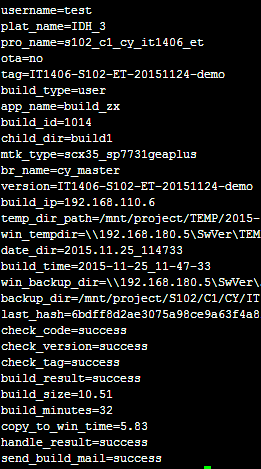 username=test
plat_name=IDH_3
pro_name=s102_c1_cy_it1406_et
ota=no
tag=IT1406-S102-ET-20151124-demo
build_type=user
app_name=build_zx
build_id=1014
child_dir=build1
mtk_type=scx35_sp7731geaplus
br_name=cy_master
version=IT1406-S102-ET-20151124-demo
build_ip=192.168.110.6
temp_dir_path=/mnt/project/TEMP/2015-
win_tempdir=\\192.168.180.5\SwVer\TEM
date_dir=2015.11.25_114733
build_time=2015-11-25_11-47-33
win_backup_dir=\\192.168.180.5\SwVer\
backup_dir=/mnt/project/S102/C1/CY/IT
last_hash=6bdff8d2ae3075a98ce9a63f4a8
check_code=success
check_version=success
check_tag=success
build_result=success
build_size=10.51
build_minutes=32
copy_to_win_time=5.83
handle_result=success
send_build_mail=success